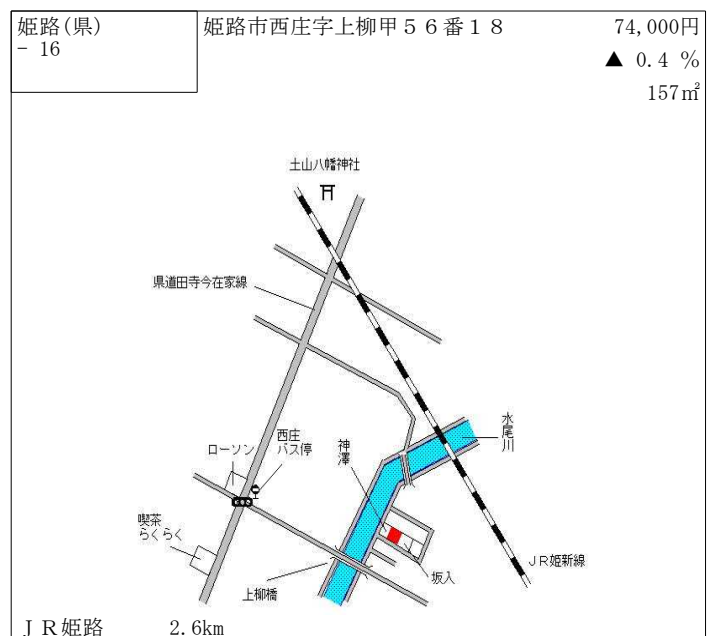 姫路(県)
－ 16
姫路市西庄字上柳甲５６番１８
74,000円
▲ 0.4 %
157㎡
土山八幡神社
県道田寺今在家線
水尾川
西庄
バス停
ローソン
神澤
喫茶
らくらく
坂入
ＪＲ姫新線
上柳橋
ＪＲ姫路 2.6km